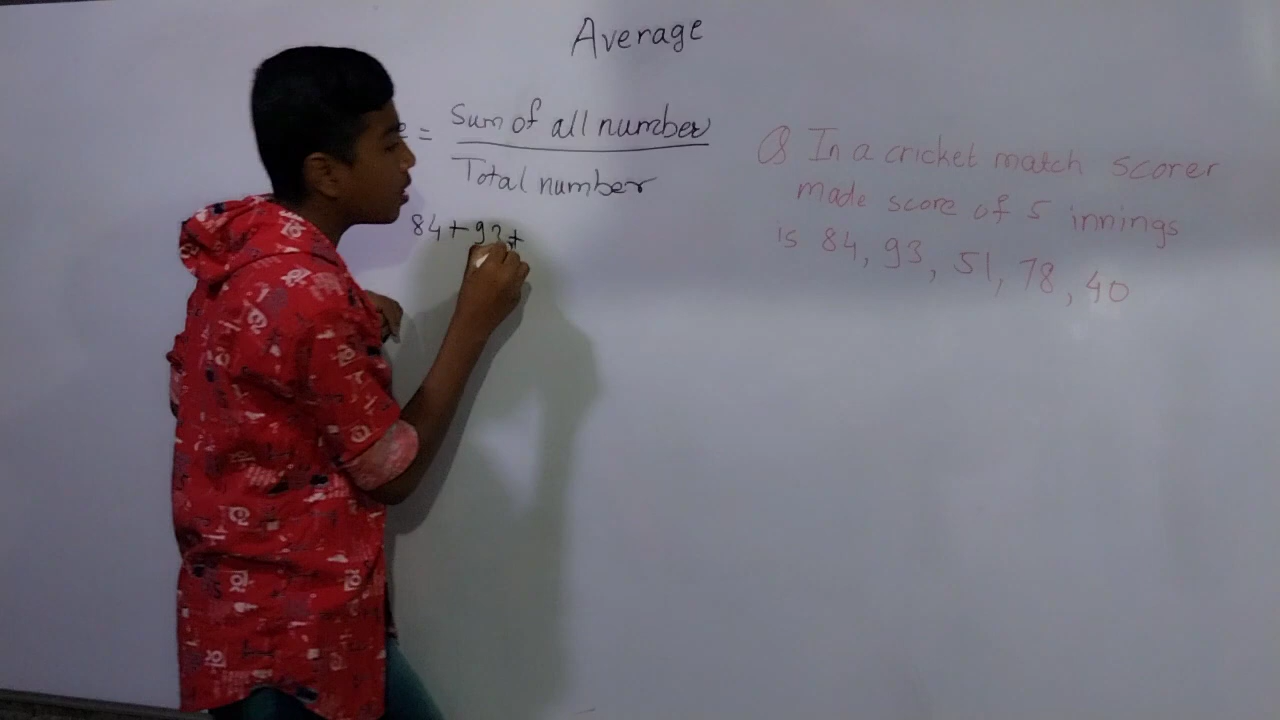 Average
= Sum of all number
Total number
84+93+
Q In a cricket match scorer
made score of 5 innings
is 84, 93, 51, 78, 40